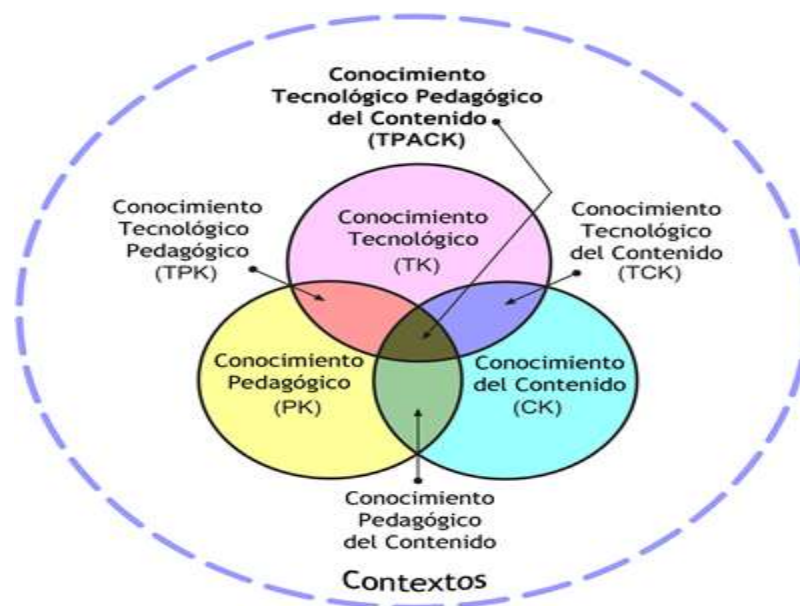 Conocimiento
Tecnológico Pedagógico
del Contenido
(TPACK)
Conocimiento
Tecnológico
Pedagógico
(TPK)
Conocimiento
Tecnológico
(TK)
Conocimiento
Tecnológico
del Contenido
(TCK)
Conocimiento
Pedagógico
(PK)
Conocimiento
del Contenido
(CK)
Conocimiento
Pedagógico
del Contenido
Contextos